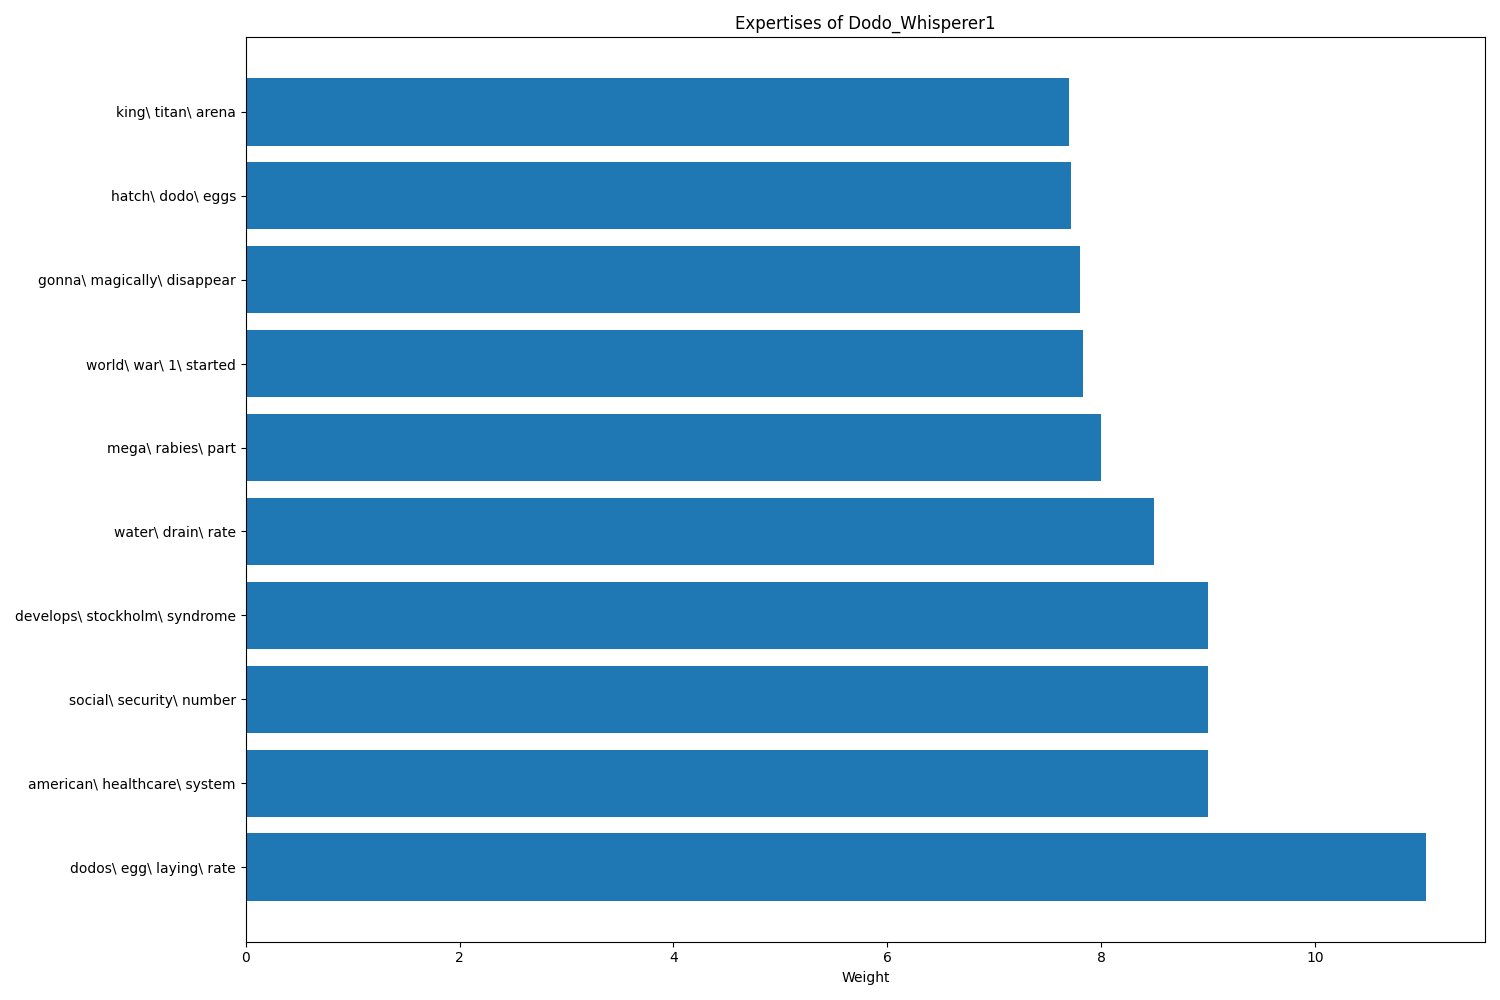 Expertises of Dodo_Whisperer1
king\ titan\ arena
hatch\ dodo\ eggs
gonna\ magically\ disappear
world\ war\ 1\ started
mega\ rabies\ part
water\ drain\ rate
develops\ stockholm\ syndrome
social\ security\ number
american\ healthcare\ system
dodos\ egg\ laying\ rate
0 2 4 6 8 10
Weight